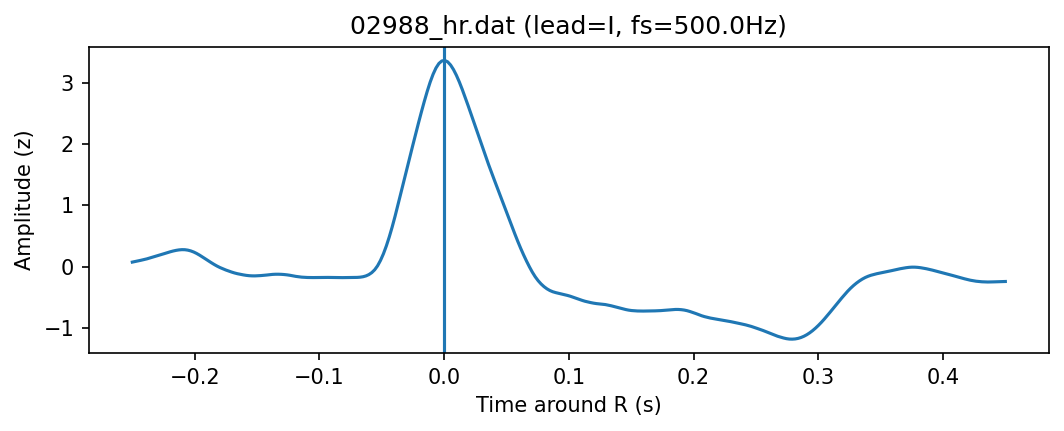 02988_hr.dat (lead=I, fs=500.0Hz)
3
2
1
0
−1
Amplitude (z)
−0.2 −0.1 0.0 0.1 0.2 0.3 0.4
Time around R (s)